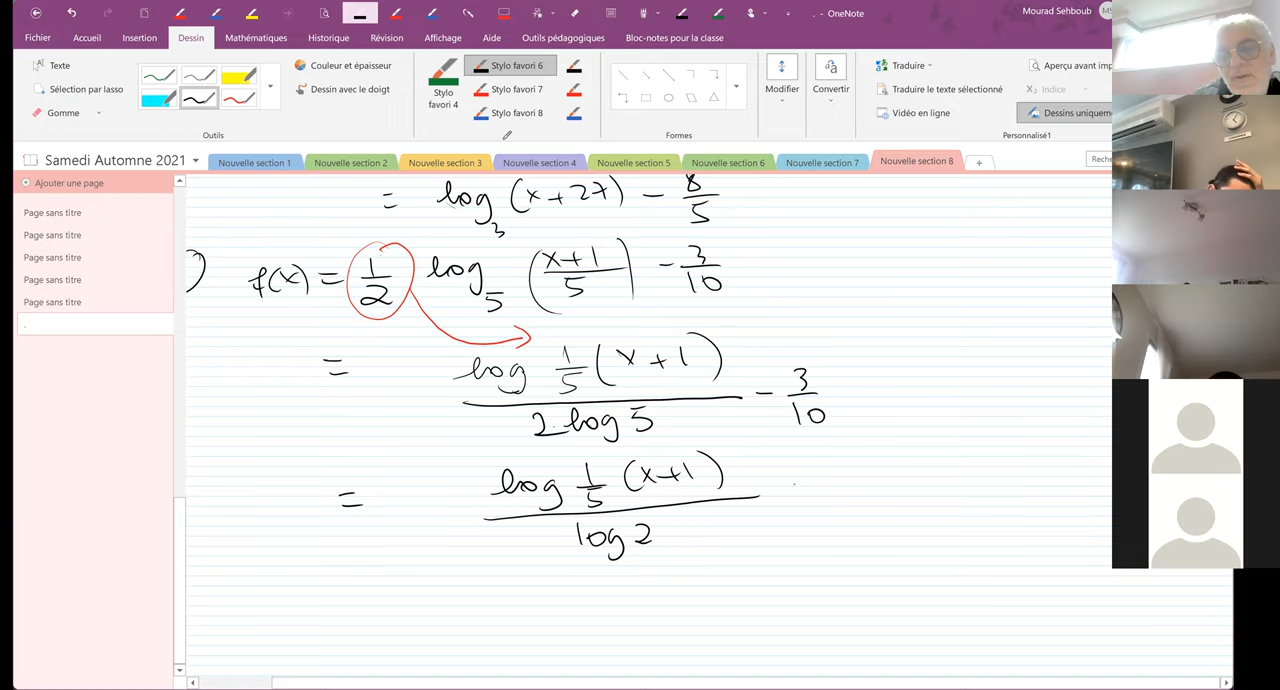 - OneNote
Mourad Sehboub
MS
Fichier Accueil Insertion Dessin Mathématiques Historique Révision Affichage Aide Outils pédagogiques Bloc-notes pour la classe
Texte
Sélection par lasso
Gomme
Outils
Couleur et épaisseur
Dessin avec le doigt
Stylo favori 4
Stylo favori 6
Stylo favori 7
Stylo favori 8
Formes
Modifier
Convertir
Traduire
Traduire le texte sélectionné
Vidéo en ligne
Aperçu avant imp
Indice
Dessins uniqueme
Personnalisé1
Samedi Automne 2021
Nouvelle section 1 Nouvelle section 2 Nouvelle section 3 Nouvelle section 4 Nouvelle section 5 Nouvelle section 6 Nouvelle section 7 Nouvelle section 8 +
Reche
Ajouter une page
Page sans titre
Page sans titre
Page sans titre
Page sans titre
Page sans titre
= log₃ (x+27) - 8/5
) f(x) = 1/2 log₅ ((x+1)/5) - 3/10
= (log 1/5 (x+1))/(2 log 5) - 3/10
= (log 1/5 (x+1))/(log 2)